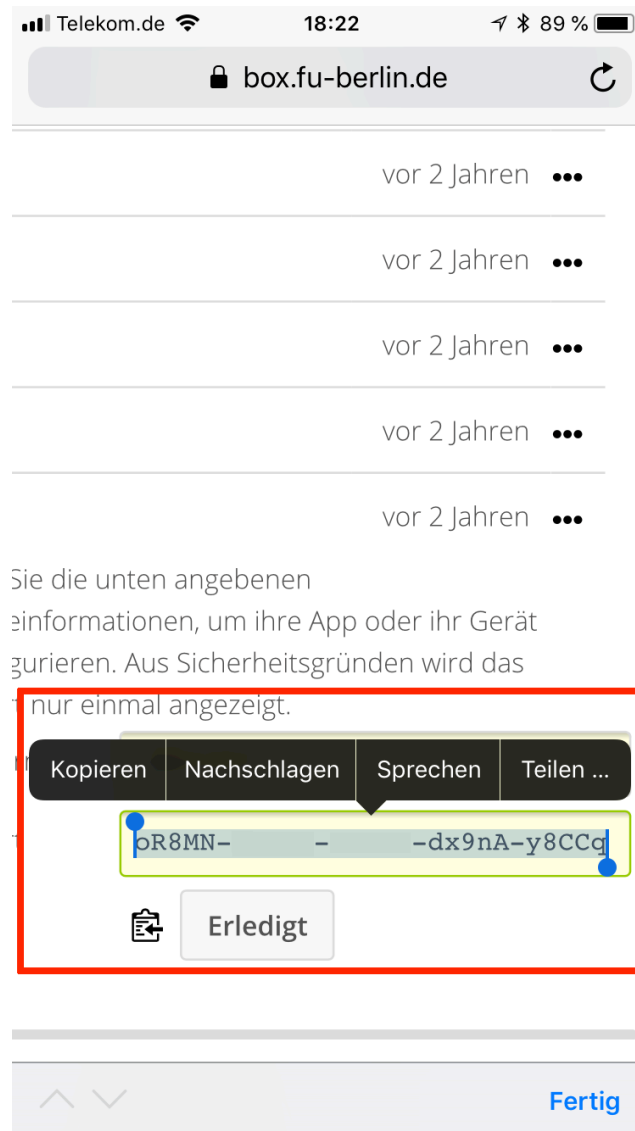 Telekom.de 18:22 89 %
box.fu-berlin.de
vor 2 Jahren •••
vor 2 Jahren •••
vor 2 Jahren •••
vor 2 Jahren •••
vor 2 Jahren •••
Sie die unten angebenen
einformationen, um ihre App oder ihr Gerät
gurieren. Aus Sicherheitsgründen wird das
nur einmal angezeigt.
Kopieren Nachschlagen Sprechen Teilen ...
oR8MN- - -dx9nA-y8CCq
Erledigt
Fertig